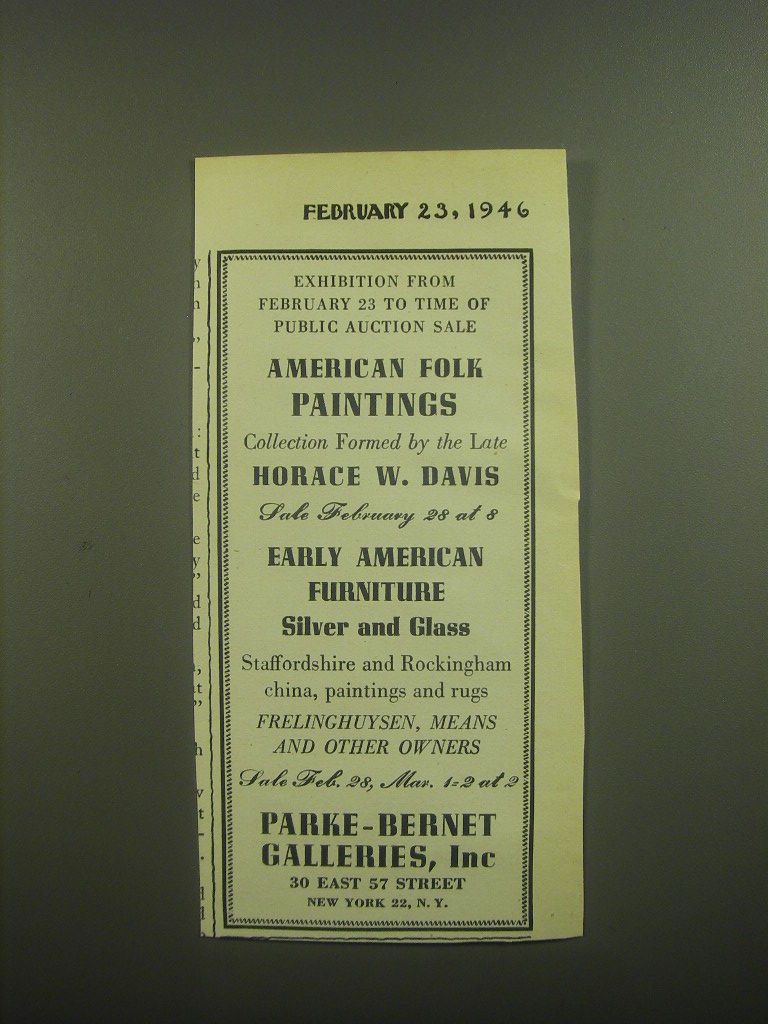 FEBRUARY 23, 1946
EXHIBITION FROM
FEBRUARY 23 TO TIME OF
PUBLIC AUCTION SALE
AMERICAN FOLK
PAINTINGS
Collection Formed by the Late
HORACE W. DAVIS
Sale February 28 at 8
EARLY AMERICAN
FURNITURE
Silver and Glass
Staffordshire and Rockingham
china, paintings and rugs
FRELINGHUYSEN, MEANS
AND OTHER OWNERS
Sale Feb. 28, Mar. 1-2 at 2
PARKE-BERNET
GALLERIES, Inc
30 EAST 57 STREET
NEW YORK 22, N. Y.